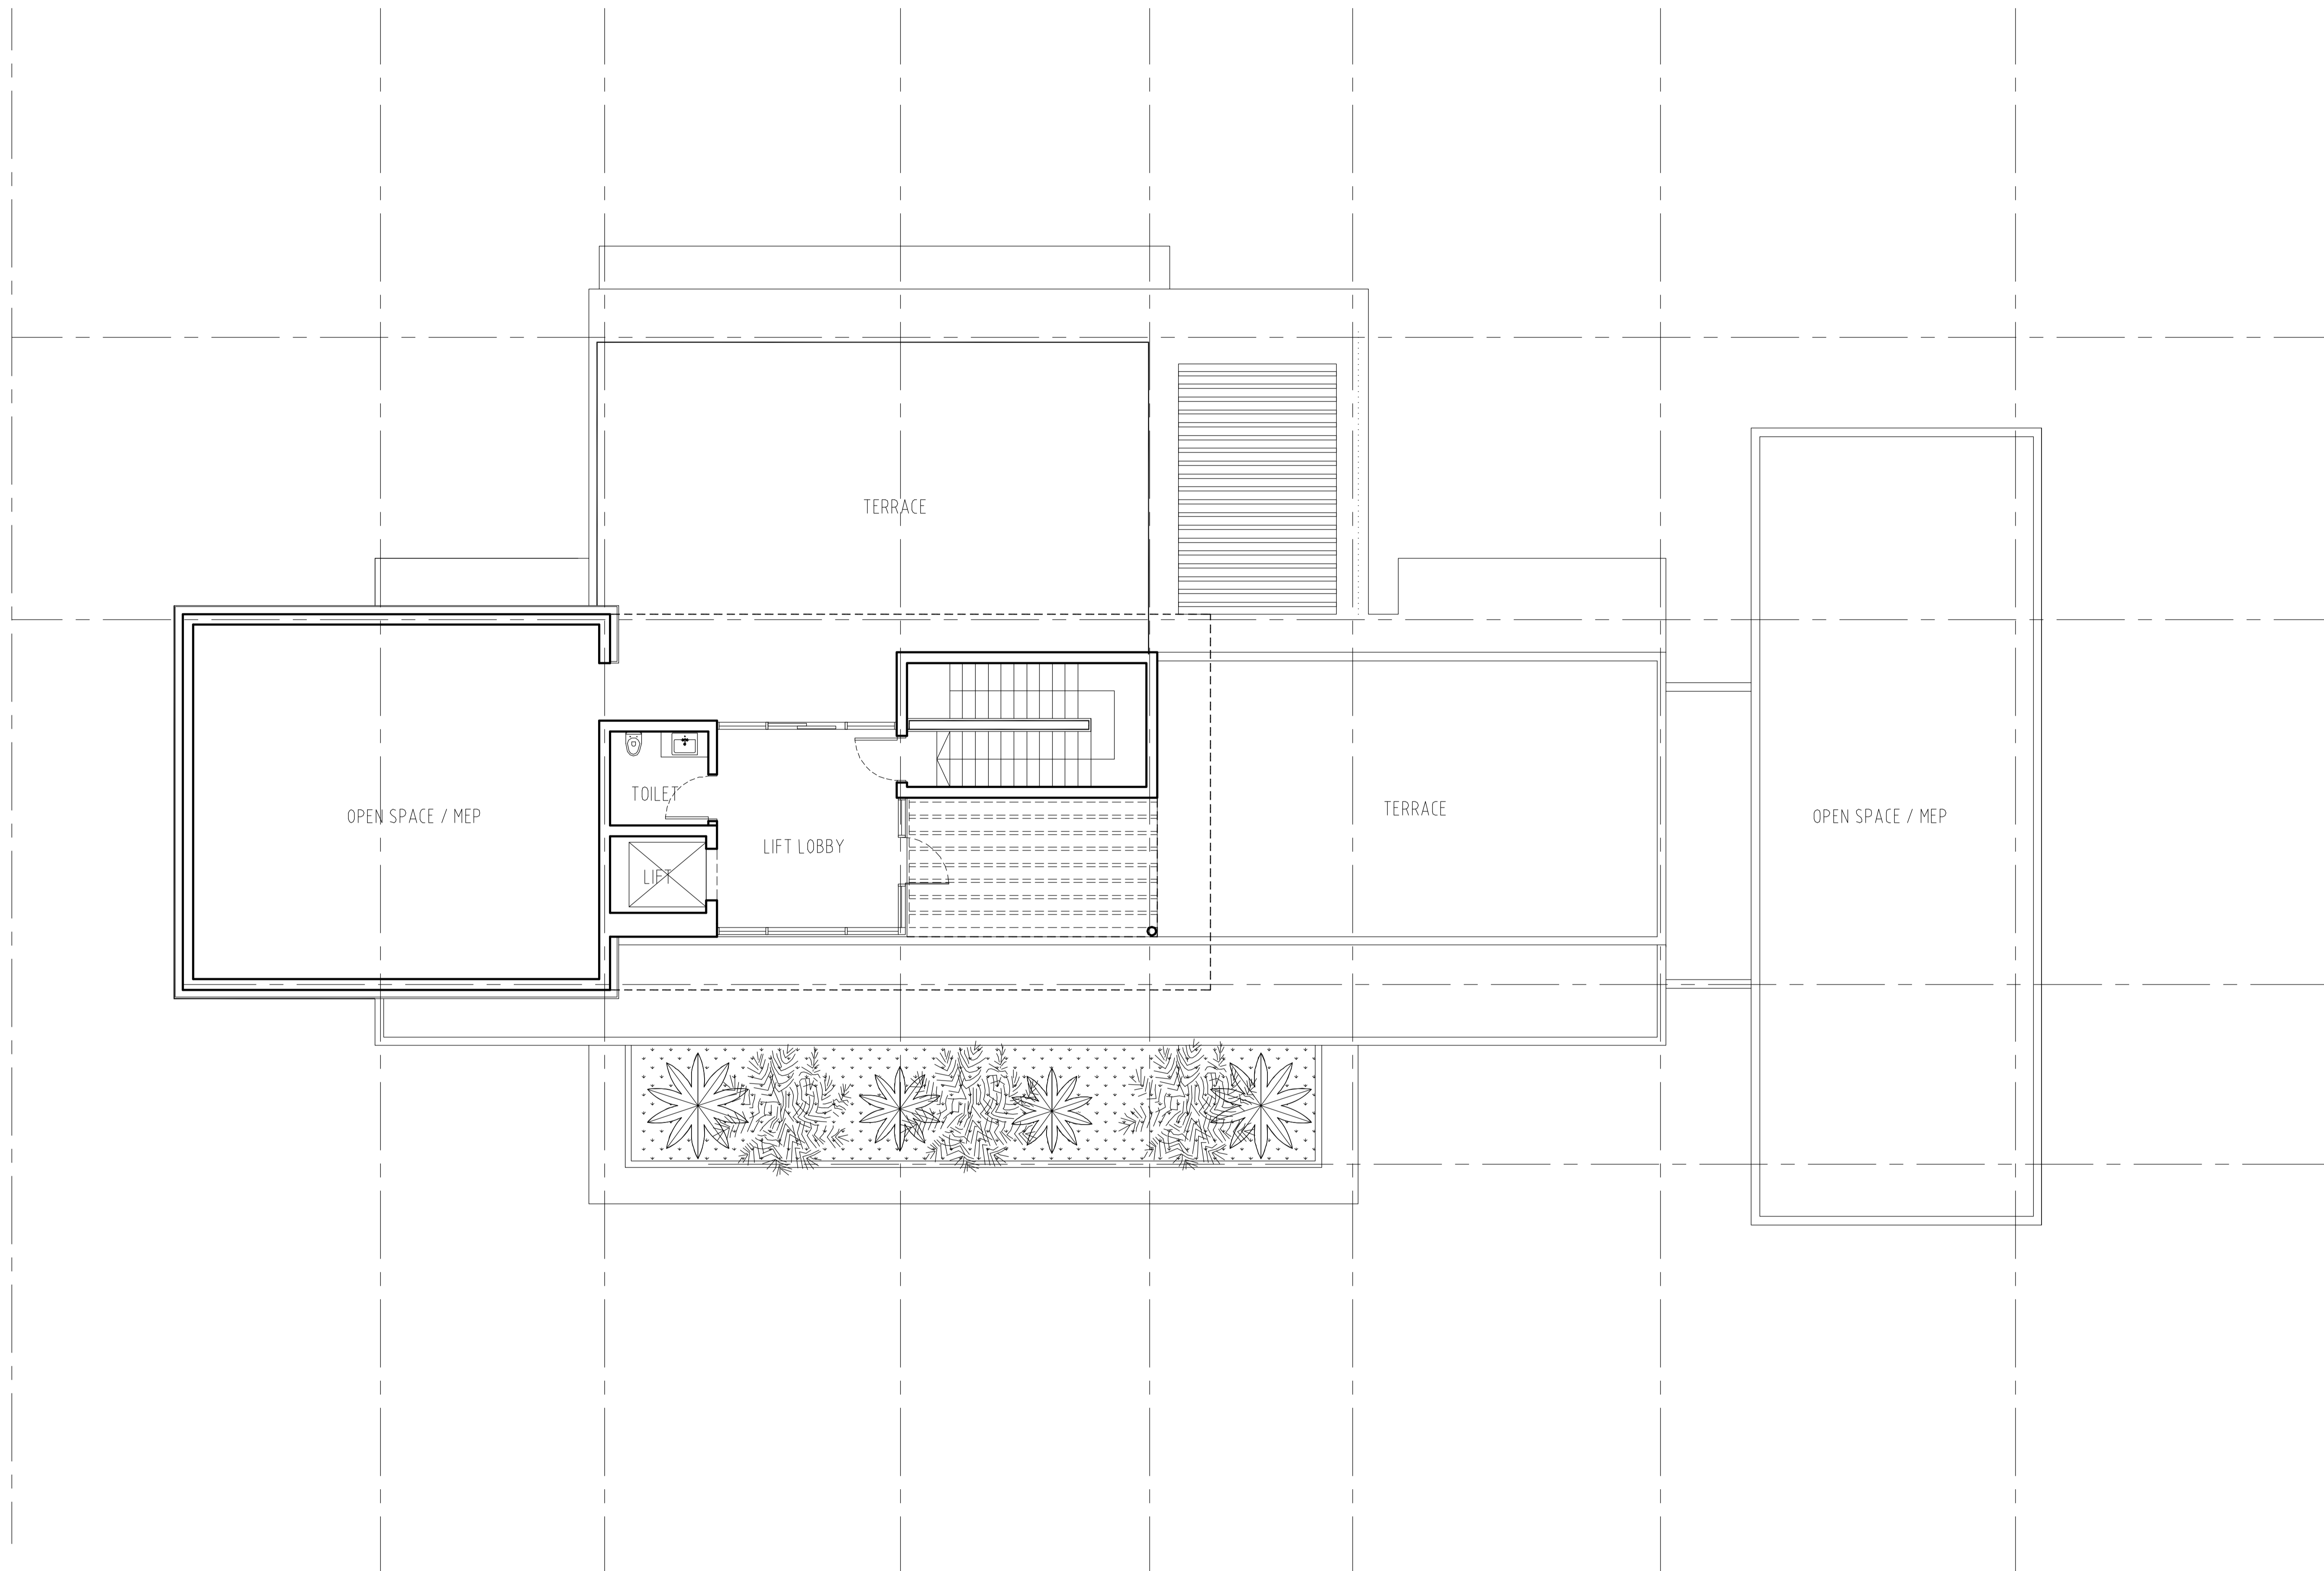 TERRACE
OPEN SPACE / MEP
TOILET
LIFT LOBBY
LIFT
TERRACE
OPEN SPACE / MEP